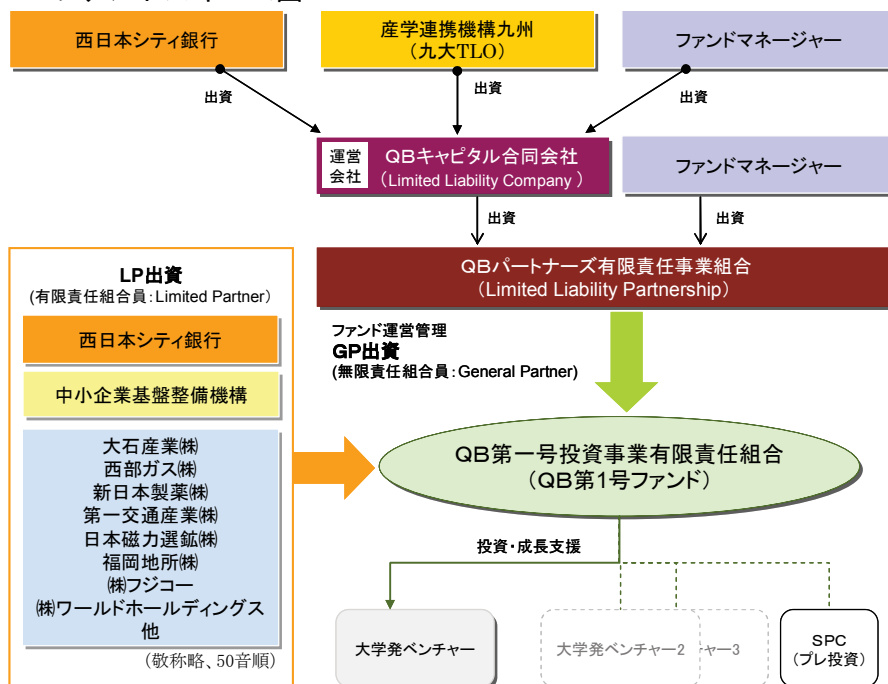 西日本シティ銀行
産学連携機構九州
（九大TLO）
ファンドマネージャー
出資
出資
出資
運営
会社
QBキャピタル合同会社
（Limited Liability Company ）
ファンドマネージャー
出資
出資
QBパートナーズ有限責任事業組合
（Limited Liability Partnership）
LP出資
(有限責任組合員：Limited Partner）
西日本シティ銀行
中小企業基盤整備機構
大石産業㈱
西部ガス㈱
新日本製薬㈱
第一交通産業㈱
日本磁力選鉱㈱
福岡地所㈱
㈱フジコー
㈱ワールドホールディングス
他
（敬称略、50音順）
ファンド運営管理
GP出資
(無限責任組合員：General Partner)
QB第一号投資事業有限責任組合
（QB第1号ファンド）
投資・成長支援
大学発ベンチャー
大学発ベンチャー2
チャー3
SPC
（プレ投資）